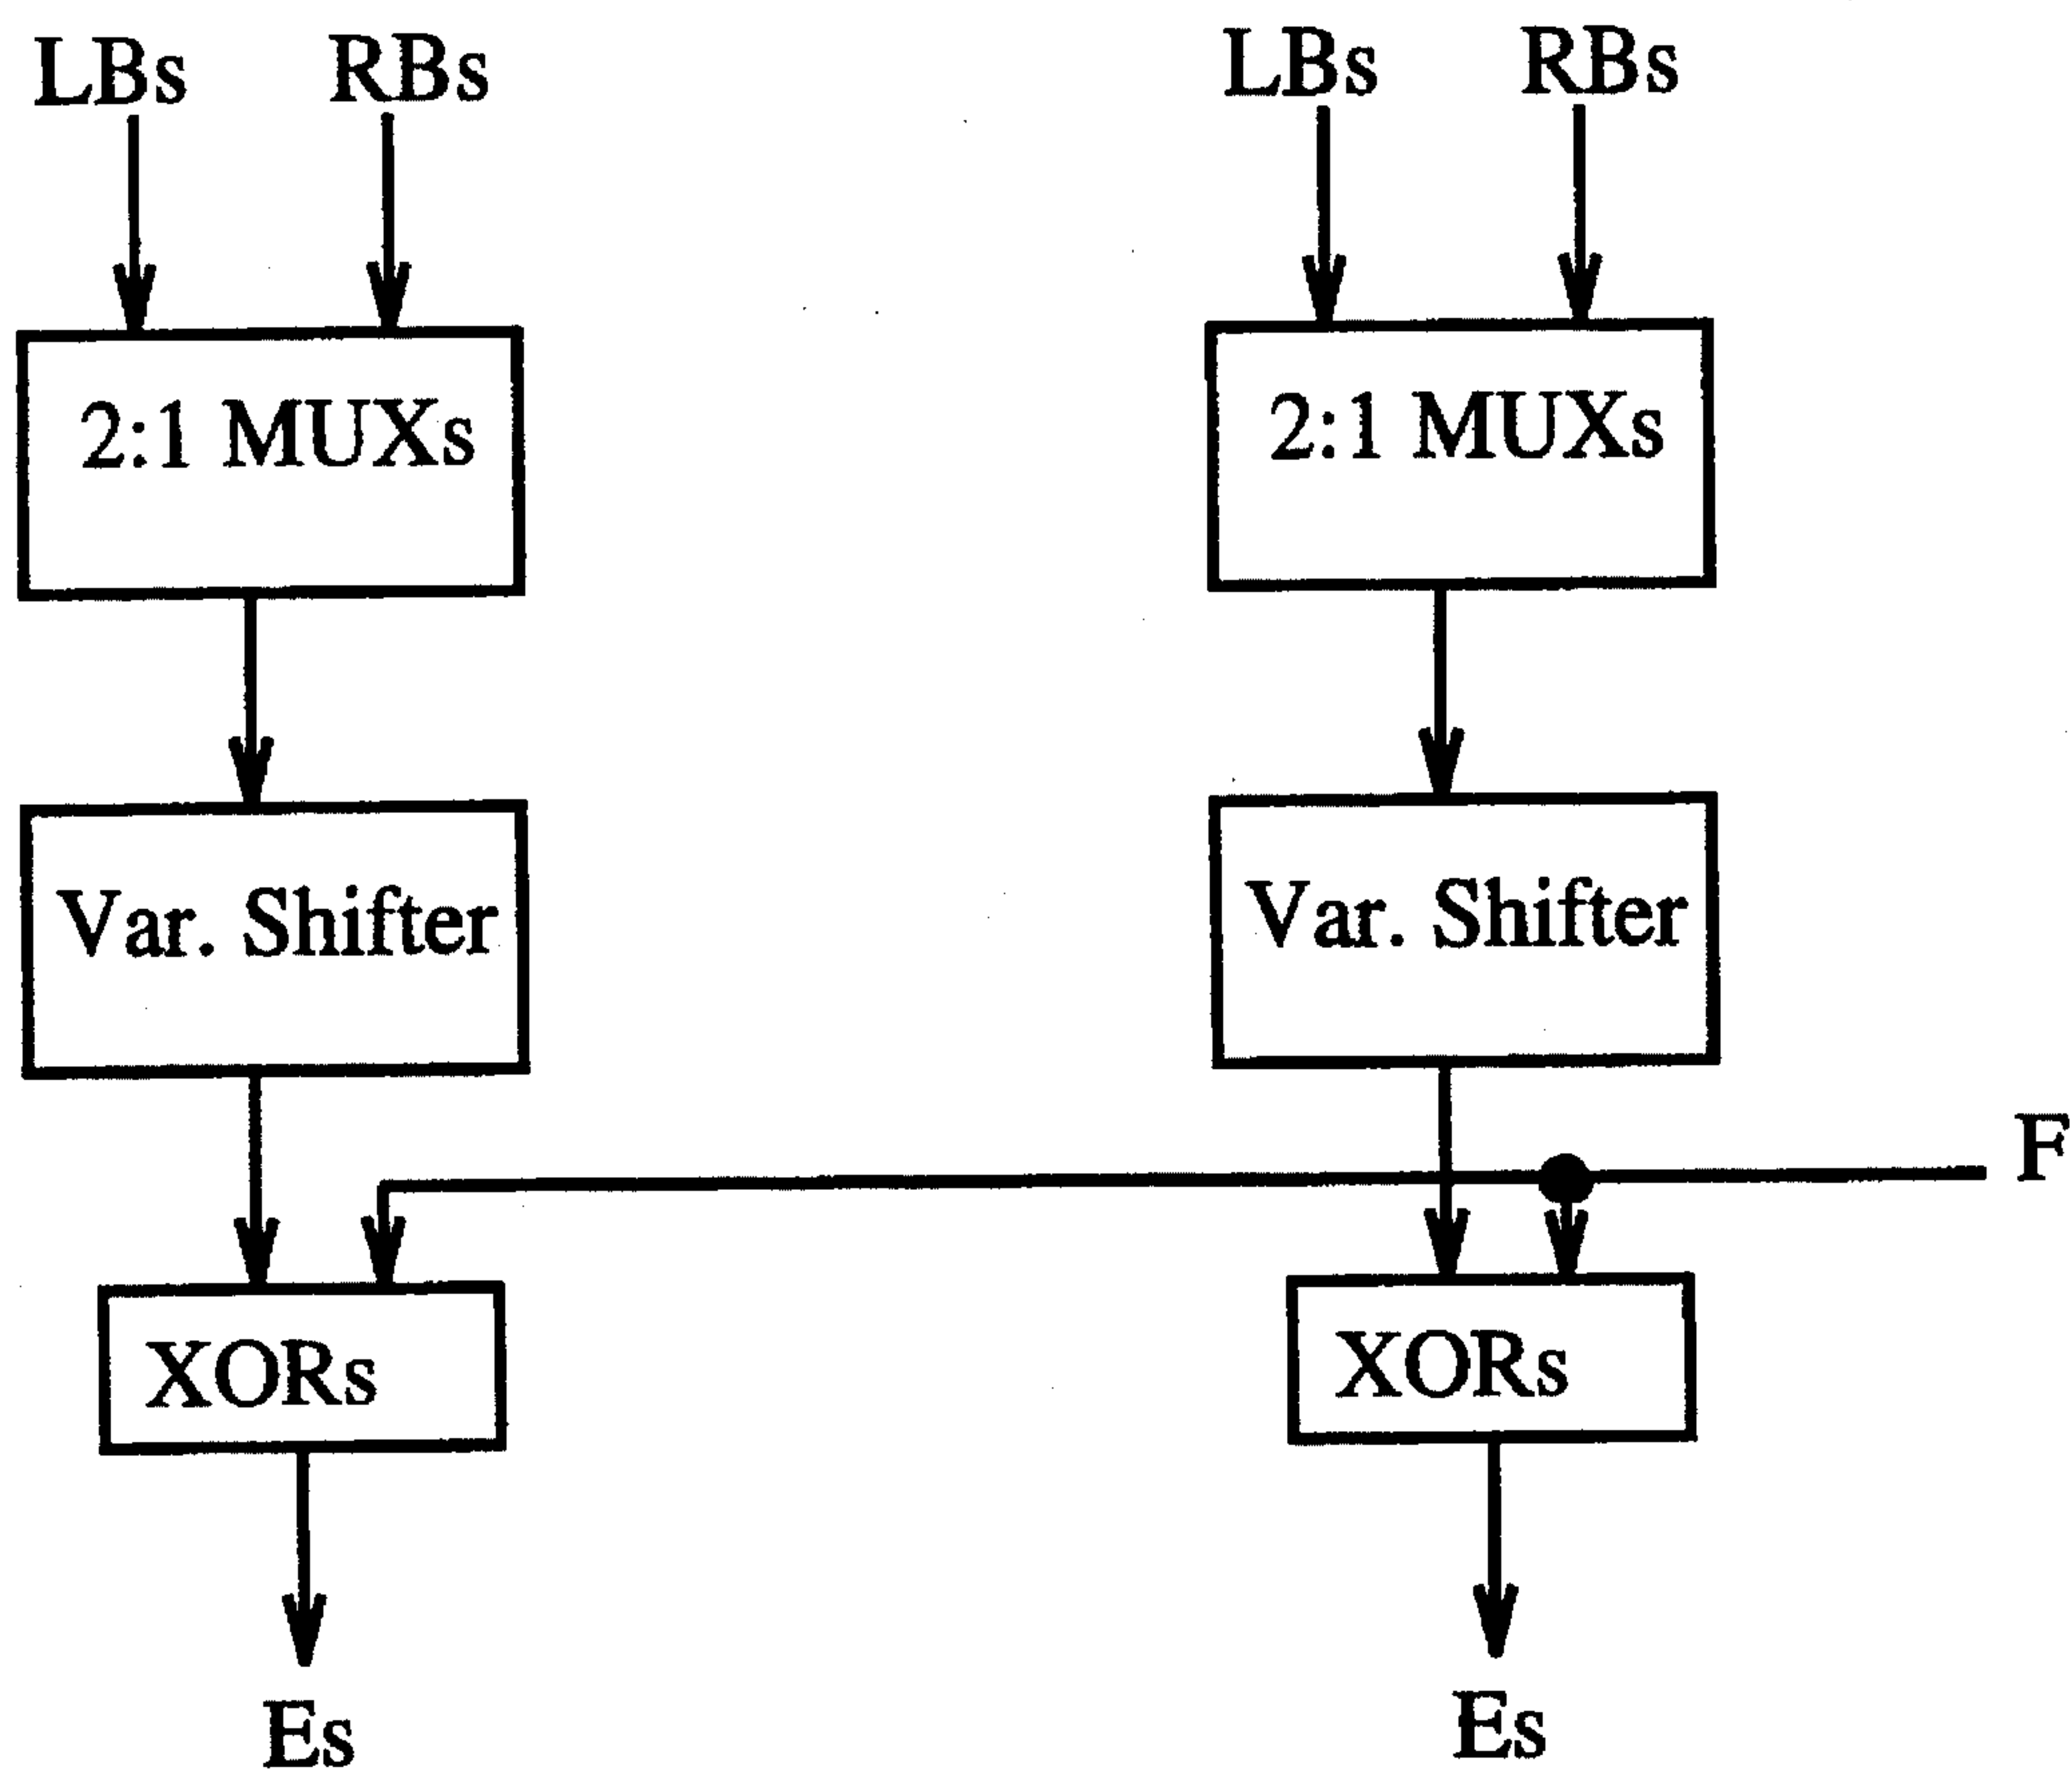 LBs RBs LBs RBs
2:1 MUXs 2:1 MUXs
Var. Shifter Var. Shifter
F
XORs XORs
Es Es